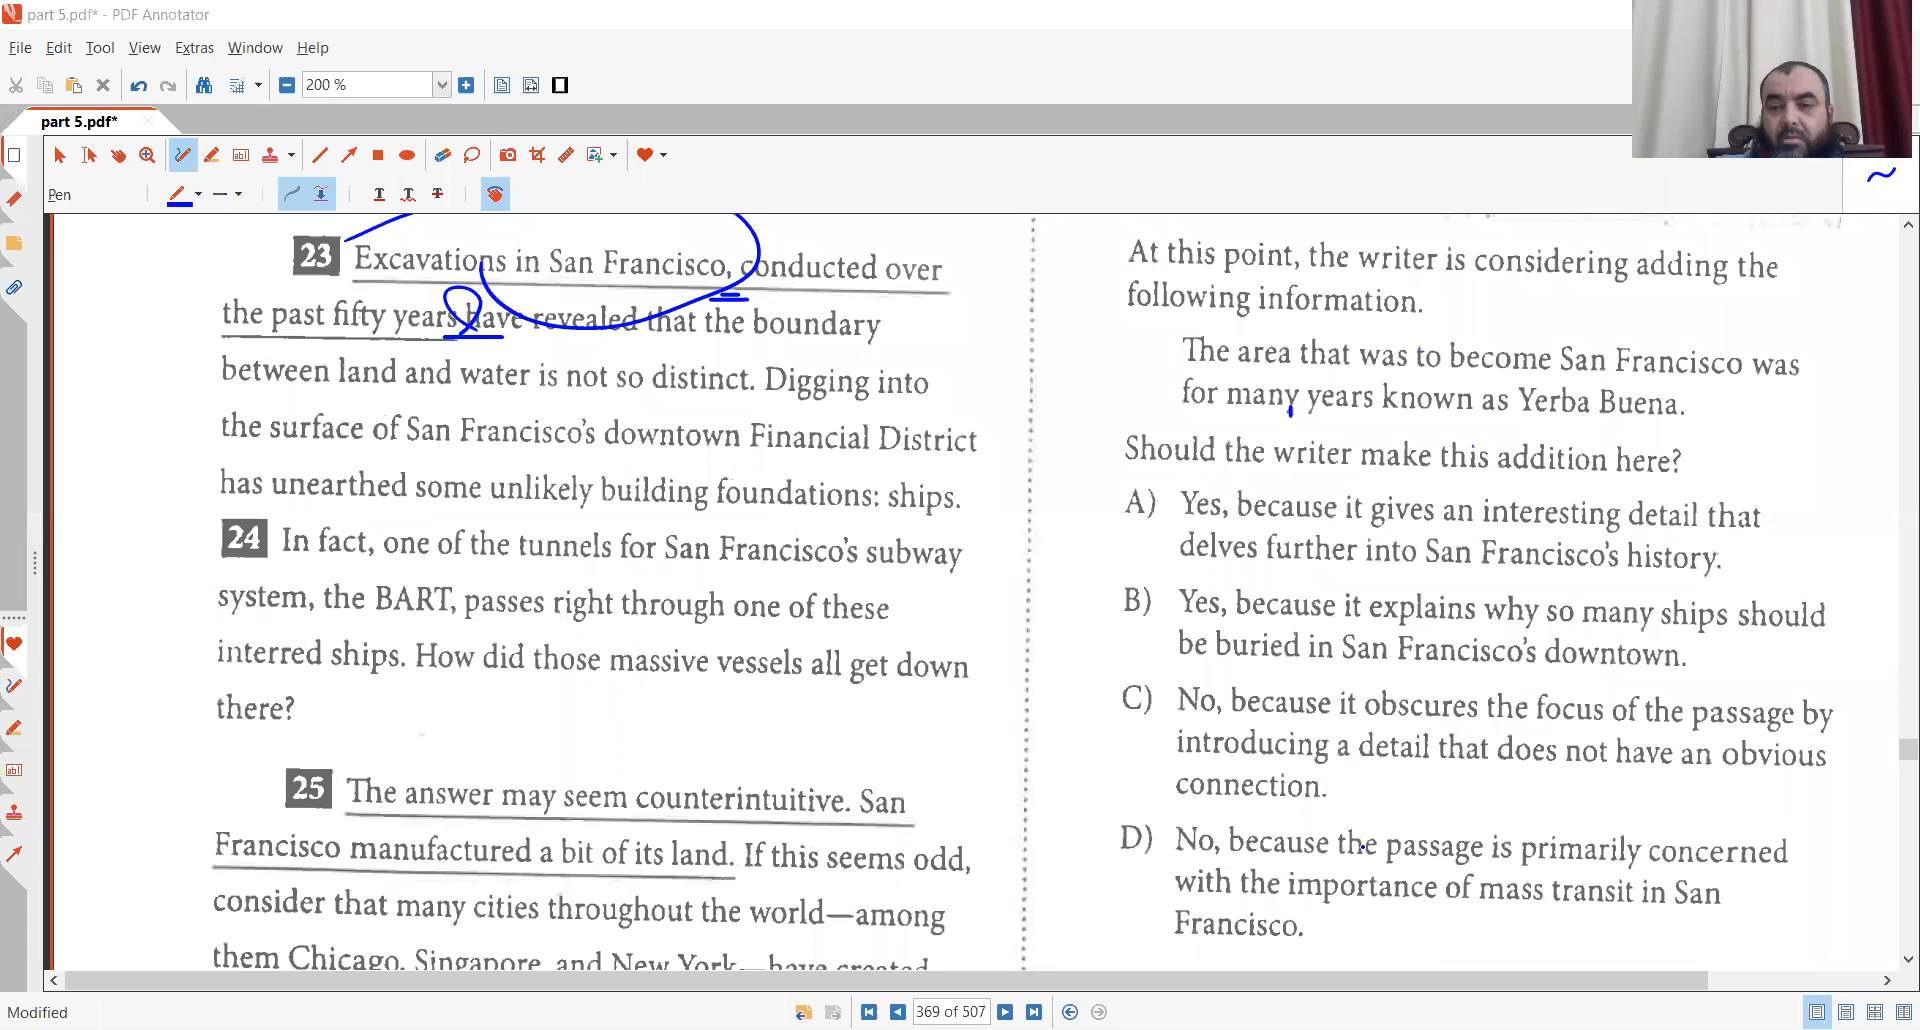 part 5.pdf* - PDF Annotator
File Edit Tool View Extras Window Help
200 %
part 5.pdf*
Pen
23 Excavations in San Francisco, conducted over
the past fifty years have revealed that the boundary
between land and water is not so distinct. Digging into
the surface of San Francisco's downtown Financial District
has unearthed some unlikely building foundations: ships.
24 In fact, one of the tunnels for San Francisco's subway
system, the BART, passes right through one of these
interred ships. How did those massive vessels all get down
there?
25 The answer may seem counterintuitive. San
Francisco manufactured a bit of its land. If this seems odd,
consider that many cities throughout the world—among
them Chicago, Singapore, and New York—have created
At this point, the writer is considering adding the
following information.
The area that was to become San Francisco was
for many years known as Yerba Buena.
Should the writer make this addition here?
A) Yes, because it gives an interesting detail that
delves further into San Francisco's history.
B) Yes, because it explains why so many ships should
be buried in San Francisco's downtown.
C) No, because it obscures the focus of the passage by
introducing a detail that does not have an obvious
connection.
D) No, because the passage is primarily concerned
with the importance of mass transit in San
Francisco.
Modified
369 of 507